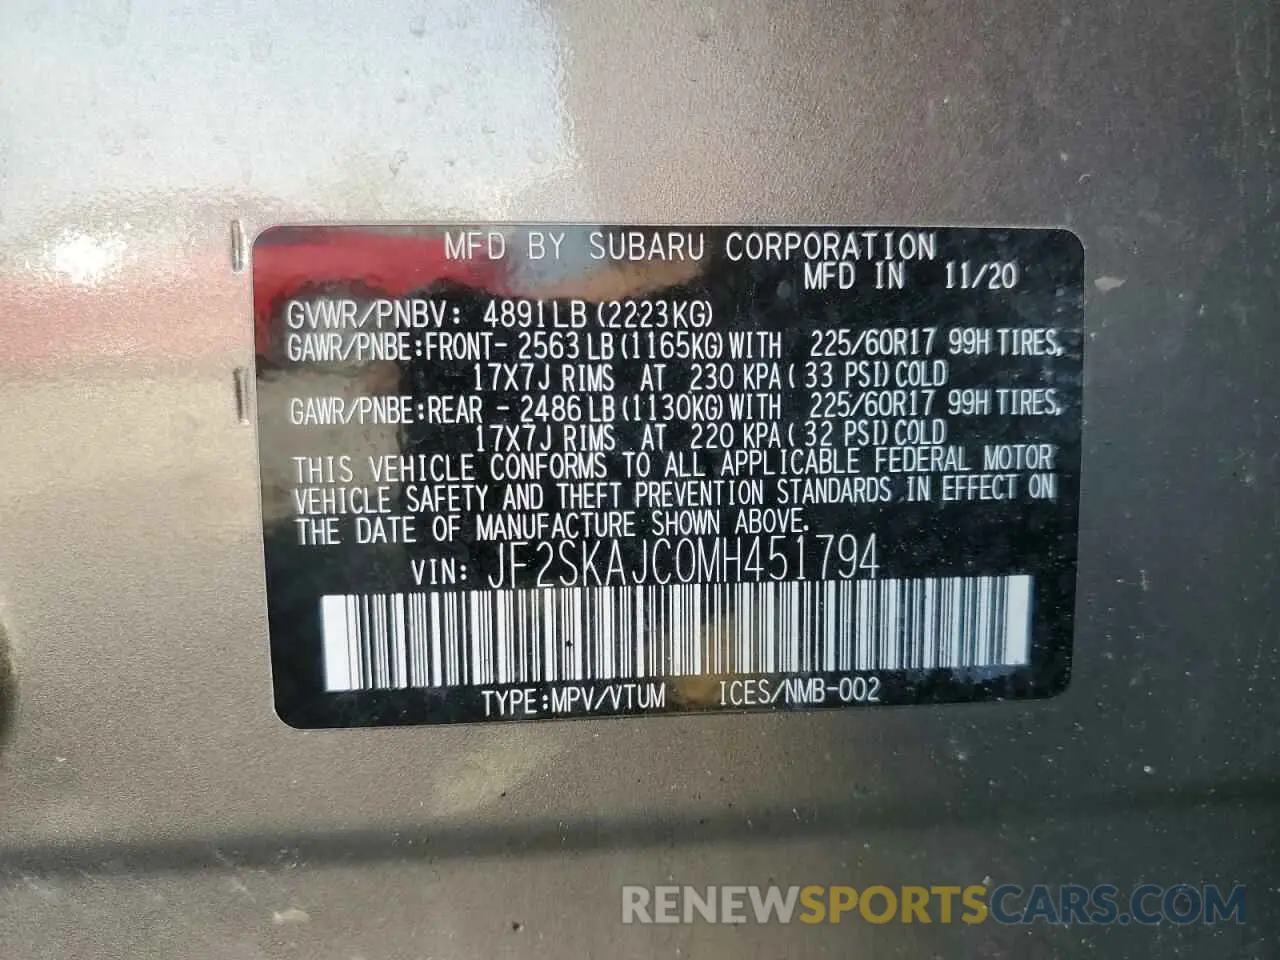 MFD BY SUBARU CORPORATION
MFD IN 11/20
GVWR/PNBV: 4891LB (2223KG)
GAWR/PNBE:FRONT- 2563 LB (1165KG) WITH 225/60R17 99H TIRES,
17X7J RIMS AT 230 KPA ( 33 PSI) COLD
GAWR/PNBE:REAR - 2486 LB (1130KG) WITH 225/60R17 99H TIRES,
17X7J RIMS AT 220 KPA ( 32 PSI) COLD
THIS VEHICLE CONFORMS TO ALL APPLICABLE FEDERAL MOTOR
VEHICLE SAFETY AND THEFT PREVENTION STANDARDS IN EFFECT ON
THE DATE OF MANUFACTURE SHOWN ABOVE.
VIN: JF2SKAJC0MH451794
TYPE:MPV/VTUM ICES/NMB-002
RENEWSPORTSCARS.COM